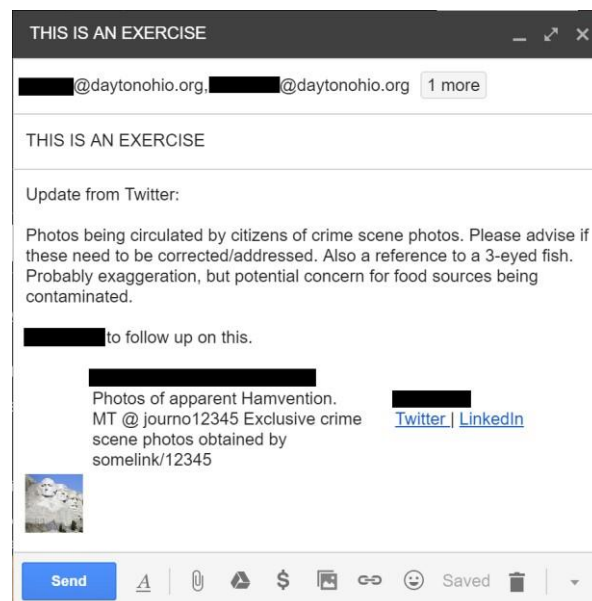 THIS IS AN EXERCISE
@daytonohio.org, @daytonohio.org 1 more
THIS IS AN EXERCISE
Update from Twitter:
Photos being circulated by citizens of crime scene photos. Please advise if
these need to be corrected/addressed. Also a reference to a 3-eyed fish.
Probably exaggeration, but potential concern for food sources being
contaminated.
to follow up on this.
Photos of apparent Hamvention.
MT @ journo12345 Exclusive crime
scene photos obtained by
somelink/12345
Twitter | LinkedIn
Send A $ Saved